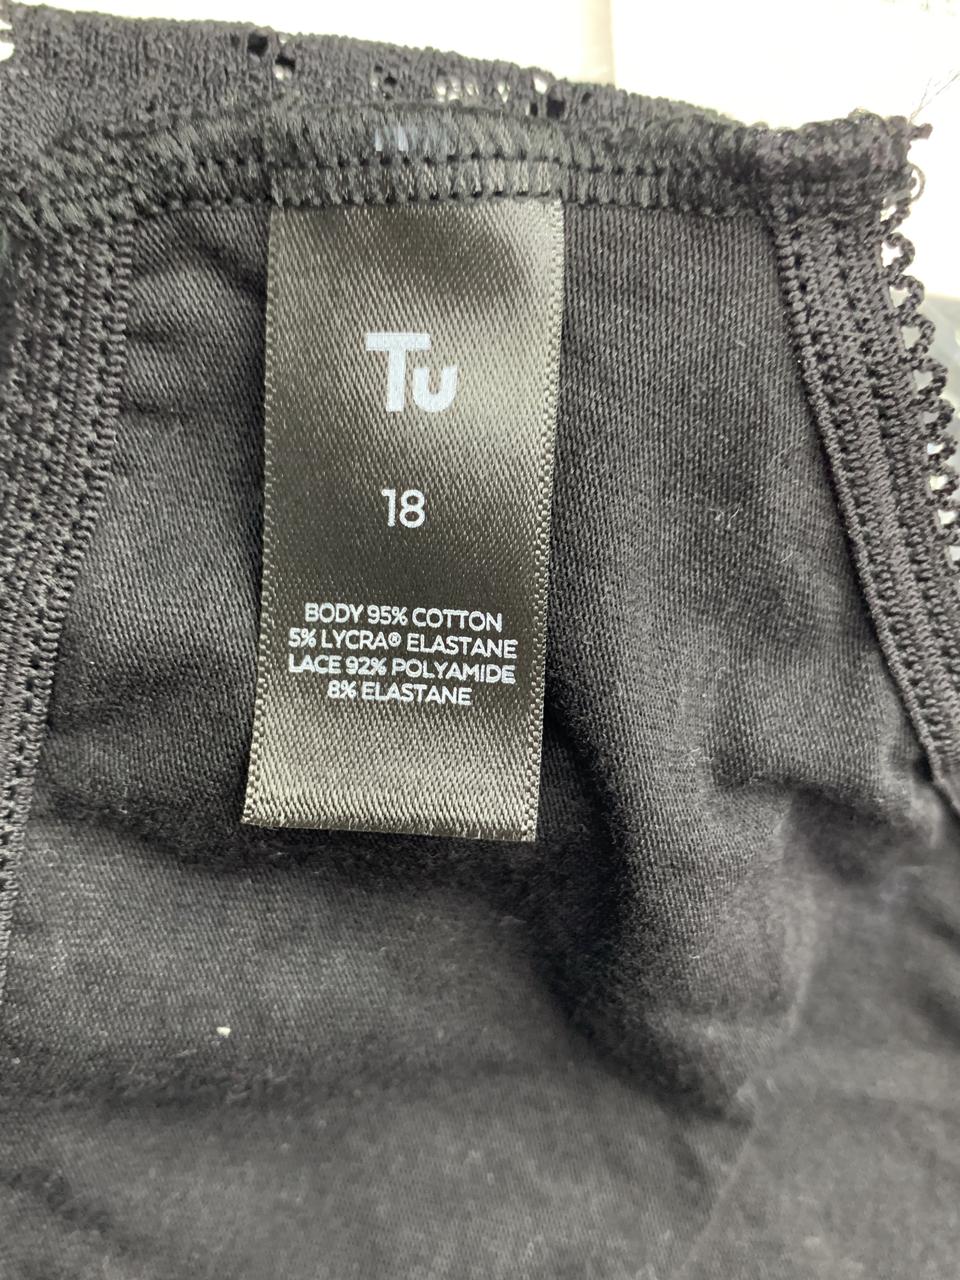 Tu
18
BODY 95% COTTON
5% LYCRA® ELASTANE
LACE 92% POLYAMIDE
8% ELASTANE